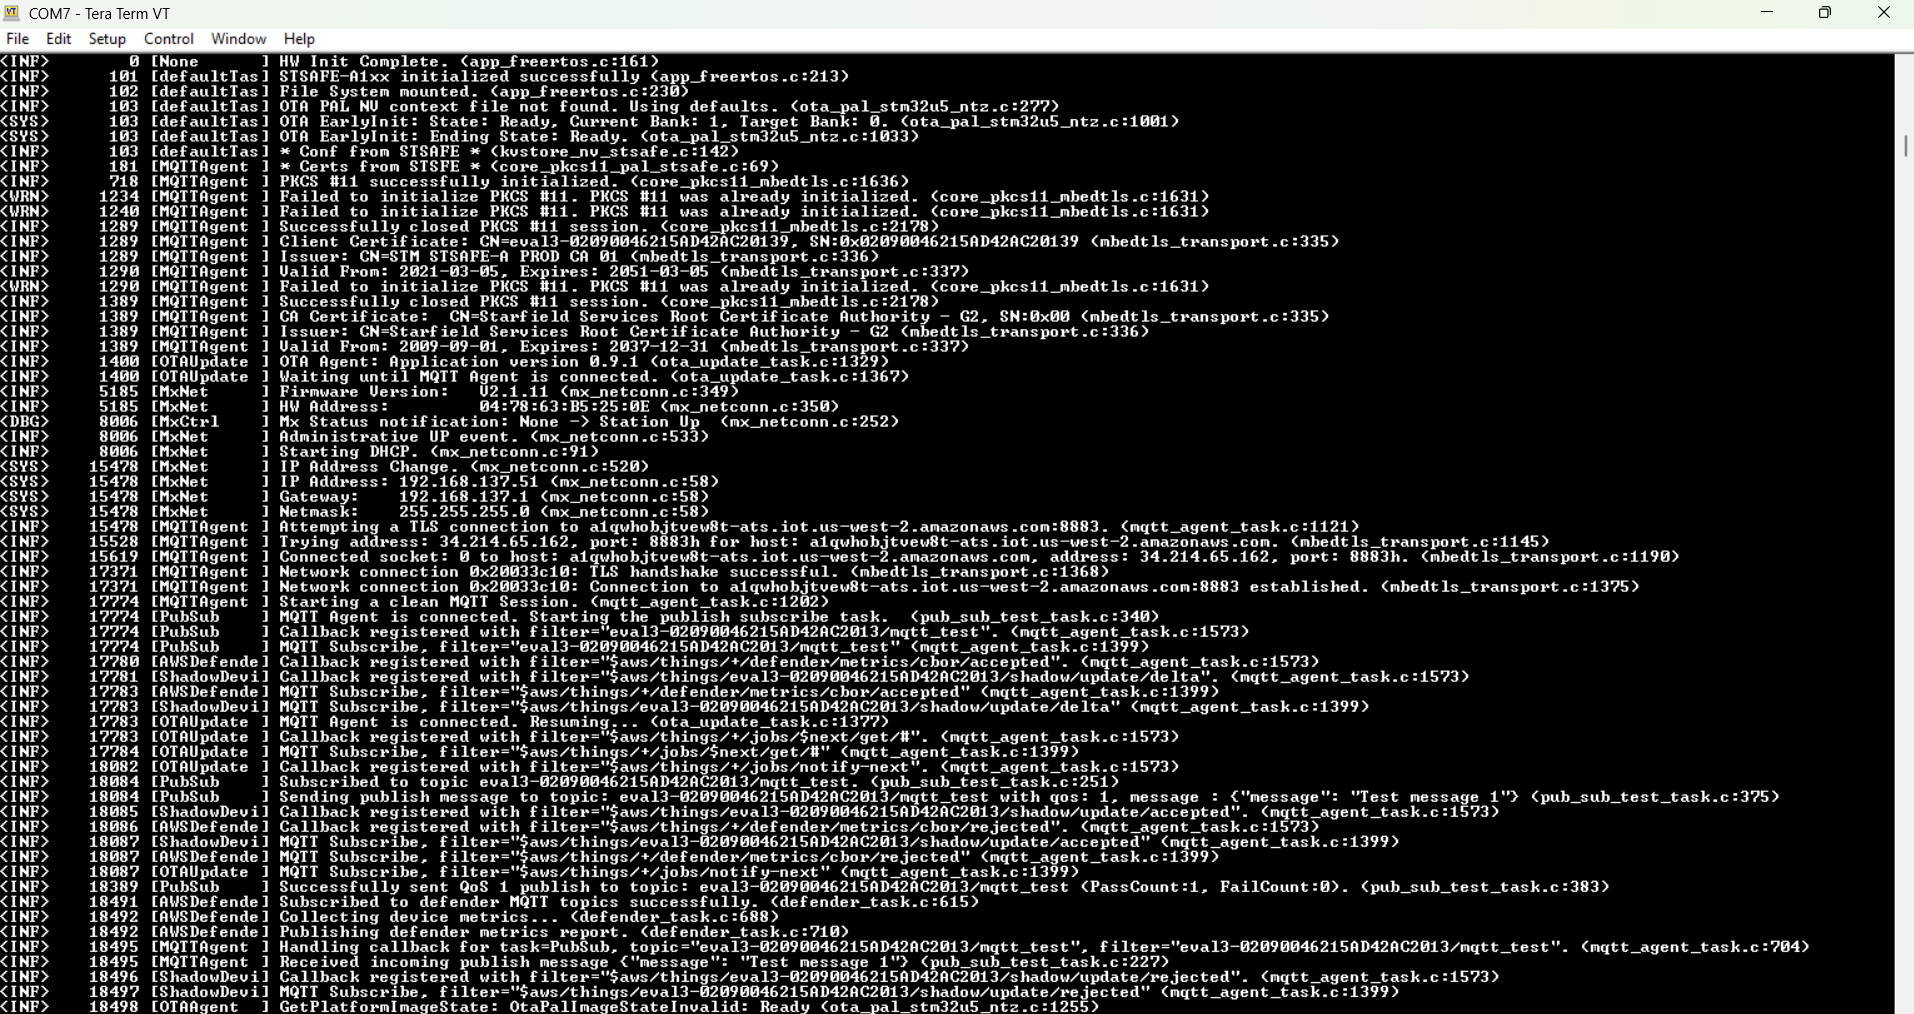 COM7 - Tera Term VT
File Edit Setup Control Window Help
<INF>        0 [None      ] HW Init Complete. (app_freertos.c:161)
<INF>      101 [defaultTas] STSAFE-A1xx initialized successfully (app_freertos.c:213)
<INF>      102 [defaultTas] File System mounted. (app_freertos.c:230)
<INF>      103 [defaultTas] OTA PAL NV context file not found. Using defaults. (ota_pal_stm32u5_ntz.c:277)
<SYS>      103 [defaultTas] OTA EarlyInit: State: Ready, Current Bank: 1, Target Bank: 0. (ota_pal_stm32u5_ntz.c:1001)
<SYS>      103 [defaultTas] OTA EarlyInit: Ending State: Ready. (ota_pal_stm32u5_ntz.c:1033)
<INF>      103 [defaultTas] * Conf from STSAFE * (kvstore_nv_stsafe.c:142)
<INF>      181 [MQTTAgent ] * Certs from STSFE * (core_pkcs11_pal_stsafe.c:69)
<INF>      718 [MQTTAgent ] PKCS #11 successfully initialized. (core_pkcs11_mbedtls.c:1636)
<WRN>     1234 [MQTTAgent ] Failed to initialize PKCS #11. PKCS #11 was already initialized. (core_pkcs11_mbedtls.c:1631)
<WRN>     1240 [MQTTAgent ] Failed to initialize PKCS #11. PKCS #11 was already initialized. (core_pkcs11_mbedtls.c:1631)
<INF>     1289 [MQTTAgent ] Successfully closed PKCS #11 session. (core_pkcs11_mbedtls.c:2178)
<INF>     1289 [MQTTAgent ] Client Certificate: CN=eval3-02090046215AD42AC20139, SN:0x02090046215AD42AC20139 (mbedtls_transport.c:335)
<INF>     1289 [MQTTAgent ] Issuer: CN=STM STSAFE-A PROD CA 01 (mbedtls_transport.c:336)
<INF>     1290 [MQTTAgent ] Valid From: 2021-03-05, Expires: 2051-03-05 (mbedtls_transport.c:337)
<WRN>     1290 [MQTTAgent ] Failed to initialize PKCS #11. PKCS #11 was already initialized. (core_pkcs11_mbedtls.c:1631)
<INF>     1389 [MQTTAgent ] Successfully closed PKCS #11 session. (core_pkcs11_mbedtls.c:2178)
<INF>     1389 [MQTTAgent ] CA Certificate:  CN=Starfield Services Root Certificate Authority - G2, SN:0x00 (mbedtls_transport.c:335)
<INF>     1389 [MQTTAgent ] Issuer: CN=Starfield Services Root Certificate Authority - G2 (mbedtls_transport.c:336)
<INF>     1389 [MQTTAgent ] Valid From: 2009-09-01, Expires: 2037-12-31 (mbedtls_transport.c:337)
<INF>     1400 [OTAUpdate ] OTA Agent: Application version 0.9.1 (ota_update_task.c:1329)
<INF>     1400 [OTAUpdate ] Waiting until MQTT Agent is connected. (ota_update_task.c:1367)
<INF>     5185 [MxNet     ] Firmware Version:   V2.1.11 (mx_netconn.c:349)
<INF>     5185 [MxNet     ] HW Address:         04:78:63:B5:25:0E (mx_netconn.c:350)
<DBG>     8006 [MxCtrl    ] Mx Status notification: None -> Station Up  (mx_netconn.c:252)
<INF>     8006 [MxNet     ] Administrative UP event. (mx_netconn.c:533)
<INF>     8006 [MxNet     ] Starting DHCP. (mx_netconn.c:91)
<SYS>    15478 [MxNet     ] IP Address Change. (mx_netconn.c:520)
<SYS>    15478 [MxNet     ] IP Address: 192.168.137.51 (mx_netconn.c:58)
<SYS>    15478 [MxNet     ] Gateway:    192.168.137.1 (mx_netconn.c:58)
<SYS>    15478 [MxNet     ] Netmask:    255.255.255.0 (mx_netconn.c:58)
<INF>    15478 [MQTTAgent ] Attempting a TLS connection to a1qwhobjtvew8t-ats.iot.us-west-2.amazonaws.com:8883. (mqtt_agent_task.c:1121)
<INF>    15528 [MQTTAgent ] Trying address: 34.214.65.162, port: 8883h for host: a1qwhobjtvew8t-ats.iot.us-west-2.amazonaws.com. (mbedtls_transport.c:1145)
<INF>    15619 [MQTTAgent ] Connected socket: 0 to host: a1qwhobjtvew8t-ats.iot.us-west-2.amazonaws.com, address: 34.214.65.162, port: 8883h. (mbedtls_transport.c:1190)
<INF>    17371 [MQTTAgent ] Network connection 0x20033c10: TLS handshake successful. (mbedtls_transport.c:1368)
<INF>    17371 [MQTTAgent ] Network connection 0x20033c10: Connection to a1qwhobjtvew8t-ats.iot.us-west-2.amazonaws.com:8883 established. (mbedtls_transport.c:1375)
<INF>    17774 [MQTTAgent ] Starting a clean MQTT Session. (mqtt_agent_task.c:1202)
<INF>    17774 [PubSub    ] MQTT Agent is connected. Starting the publish subscribe task.  (pub_sub_test_task.c:340)
<INF>    17774 [PubSub    ] Callback registered with filter="eval3-02090046215AD42AC2013/mqtt_test". (mqtt_agent_task.c:1573)
<INF>    17774 [PubSub    ] MQTT Subscribe, filter="eval3-02090046215AD42AC2013/mqtt_test" (mqtt_agent_task.c:1399)
<INF>    17780 [AWSDefende] Callback registered with filter="$aws/things/+/defender/metrics/cbor/accepted". (mqtt_agent_task.c:1573)
<INF>    17781 [ShadowDevi] Callback registered with filter="$aws/things/eval3-02090046215AD42AC2013/shadow/update/delta". (mqtt_agent_task.c:1573)
<INF>    17783 [AWSDefende] MQTT Subscribe, filter="$aws/things/+/defender/metrics/cbor/accepted" (mqtt_agent_task.c:1399)
<INF>    17783 [ShadowDevi] MQTT Subscribe, filter="$aws/things/eval3-02090046215AD42AC2013/shadow/update/delta" (mqtt_agent_task.c:1399)
<INF>    17783 [OTAUpdate ] MQTT Agent is connected. Resuming... (ota_update_task.c:1377)
<INF>    17783 [OTAUpdate ] Callback registered with filter="$aws/things/+/jobs/$next/get/#". (mqtt_agent_task.c:1573)
<INF>    17784 [OTAUpdate ] MQTT Subscribe, filter="$aws/things/+/jobs/$next/get/#" (mqtt_agent_task.c:1399)
<INF>    18082 [OTAUpdate ] Callback registered with filter="$aws/things/+/jobs/notify-next". (mqtt_agent_task.c:1573)
<INF>    18084 [PubSub    ] Subscribed to topic eval3-02090046215AD42AC2013/mqtt_test. (pub_sub_test_task.c:251)
<INF>    18084 [PubSub    ] Sending publish message to topic: eval3-02090046215AD42AC2013/mqtt_test with qos: 1, message : {"message": "Test message 1"} (pub_sub_test_task.c:375)
<INF>    18085 [ShadowDevi] Callback registered with filter="$aws/things/eval3-02090046215AD42AC2013/shadow/update/accepted". (mqtt_agent_task.c:1573)
<INF>    18086 [AWSDefende] Callback registered with filter="$aws/things/+/defender/metrics/cbor/rejected". (mqtt_agent_task.c:1573)
<INF>    18087 [ShadowDevi] MQTT Subscribe, filter="$aws/things/eval3-02090046215AD42AC2013/shadow/update/accepted" (mqtt_agent_task.c:1399)
<INF>    18087 [AWSDefende] MQTT Subscribe, filter="$aws/things/+/defender/metrics/cbor/rejected" (mqtt_agent_task.c:1399)
<INF>    18087 [OTAUpdate ] MQTT Subscribe, filter="$aws/things/+/jobs/notify-next" (mqtt_agent_task.c:1399)
<INF>    18389 [PubSub    ] Successfully sent QoS 1 publish to topic: eval3-02090046215AD42AC2013/mqtt_test (PassCount:1, FailCount:0). (pub_sub_test_task.c:383)
<INF>    18491 [AWSDefende] Subscribed to defender MQTT topics successfully. (defender_task.c:615)
<INF>    18492 [AWSDefende] Collecting device metrics... (defender_task.c:688)
<INF>    18492 [AWSDefende] Publishing defender metrics report. (defender_task.c:710)
<INF>    18495 [MQTTAgent ] Handling callback for task=PubSub, topic="eval3-02090046215AD42AC2013/mqtt_test", filter="eval3-02090046215AD42AC2013/mqtt_test". (mqtt_agent_task.c:704)
<INF>    18495 [MQTTAgent ] Received incoming publish message {"message": "Test message 1"} (pub_sub_test_task.c:227)
<INF>    18496 [ShadowDevi] Callback registered with filter="$aws/things/eval3-02090046215AD42AC2013/shadow/update/rejected". (mqtt_agent_task.c:1573)
<INF>    18497 [ShadowDevi] MQTT Subscribe, filter="$aws/things/eval3-02090046215AD42AC2013/shadow/update/rejected" (mqtt_agent_task.c:1399)
<INF>    18498 [OTAAgent  ] GetPlatformImageState: OtaPalImageStateInvalid: Ready (ota_pal_stm32u5_ntz.c:1255)